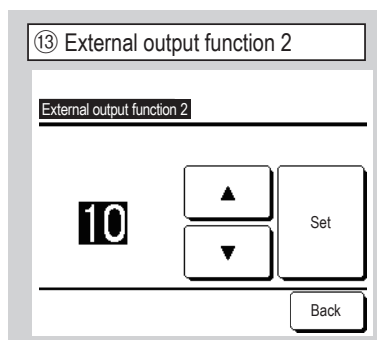 ⑬ External output function 2
External output function 2
10
▲
Set
▼
Back